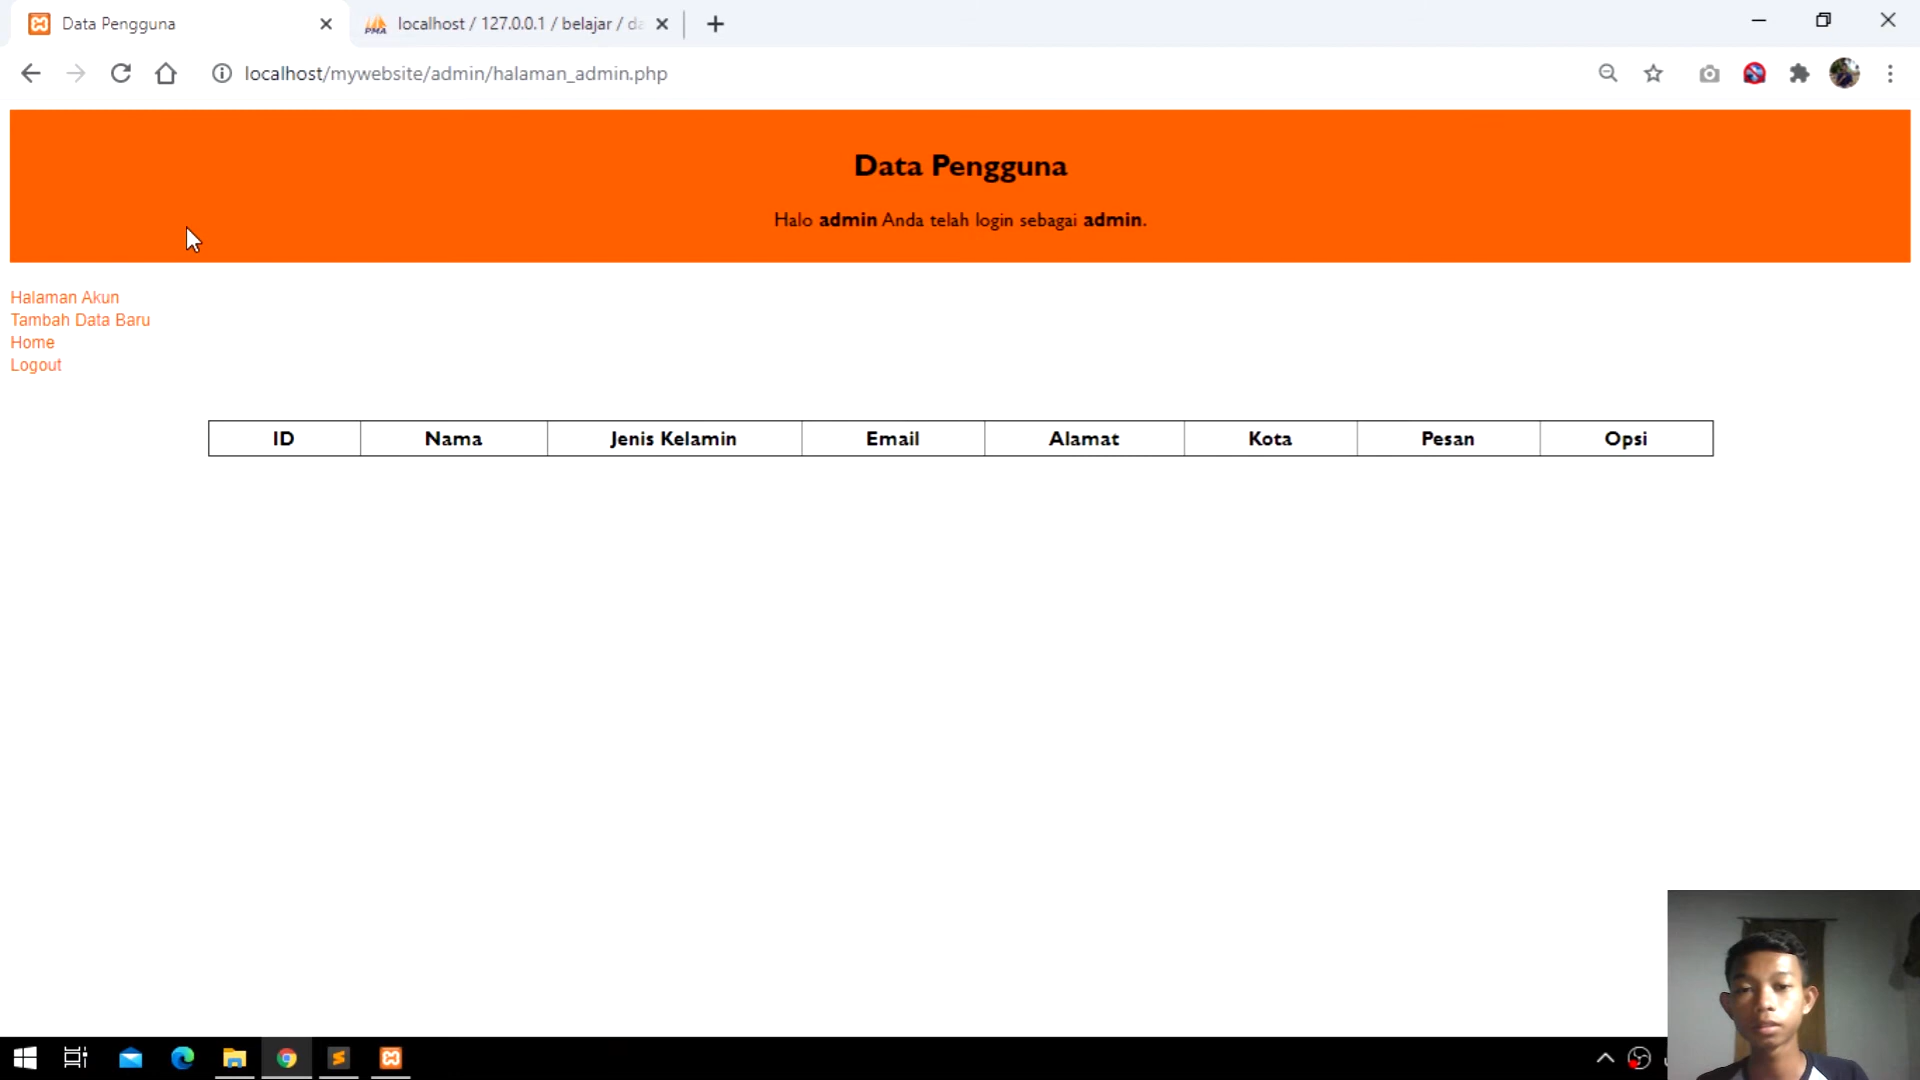 Data Pengguna
localhost / 127.0.0.1 / belajar / da
localhost/mywebsite/admin/halaman_admin.php
Data Pengguna
Halo admin Anda telah login sebagai admin.
Halaman Akun
Tambah Data Baru
Home
Logout
ID Nama Jenis Kelamin Email Alamat Kota Pesan Opsi